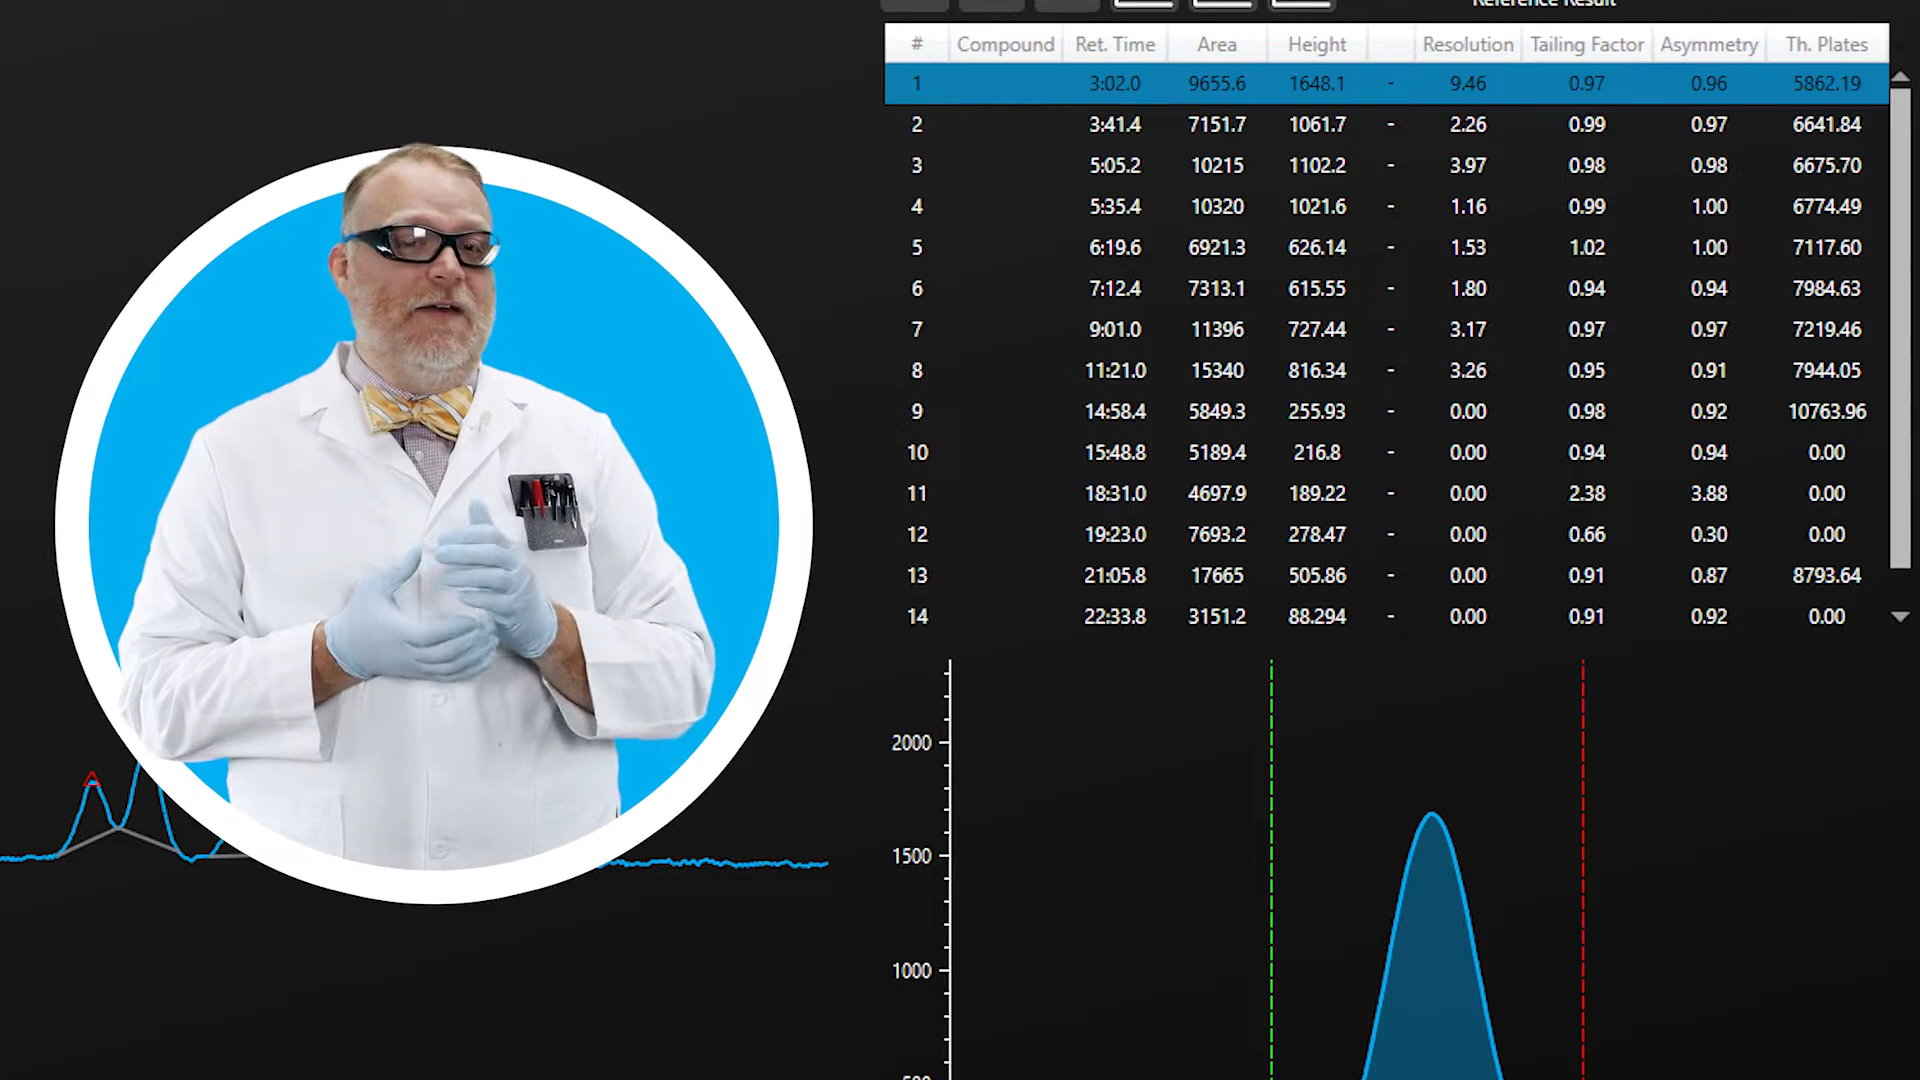 Reference Result
# Compound Ret. Time Area Height Resolution Tailing Factor Asymmetry Th. Plates
1 3:02.0 9655.6 1648.1 - 9.46 0.97 0.96 5862.19
2 3:41.4 7151.7 1061.7 - 2.26 0.99 0.97 6641.84
3 5:05.2 10215 1102.2 - 3.97 0.98 0.98 6675.70
4 5:35.4 10320 1021.6 - 1.16 0.99 1.00 6774.49
5 6:19.6 6921.3 626.14 - 1.53 1.02 1.00 7117.60
6 7:12.4 7313.1 615.55 - 1.80 0.94 0.94 7984.63
7 9:01.0 11396 727.44 - 3.17 0.97 0.97 7219.46
8 11:21.0 15340 816.34 - 3.26 0.95 0.91 7944.05
9 14:58.4 5849.3 255.93 - 0.00 0.98 0.92 10763.96
10 15:48.8 5189.4 216.8 - 0.00 0.94 0.94 0.00
11 18:31.0 4697.9 189.22 - 0.00 2.38 3.88 0.00
12 19:23.0 7693.2 278.47 - 0.00 0.66 0.30 0.00
13 21:05.8 17665 505.86 - 0.00 0.91 0.87 8793.64
14 22:33.8 3151.2 88.294 - 0.00 0.91 0.92 0.00
2000
1500
1000